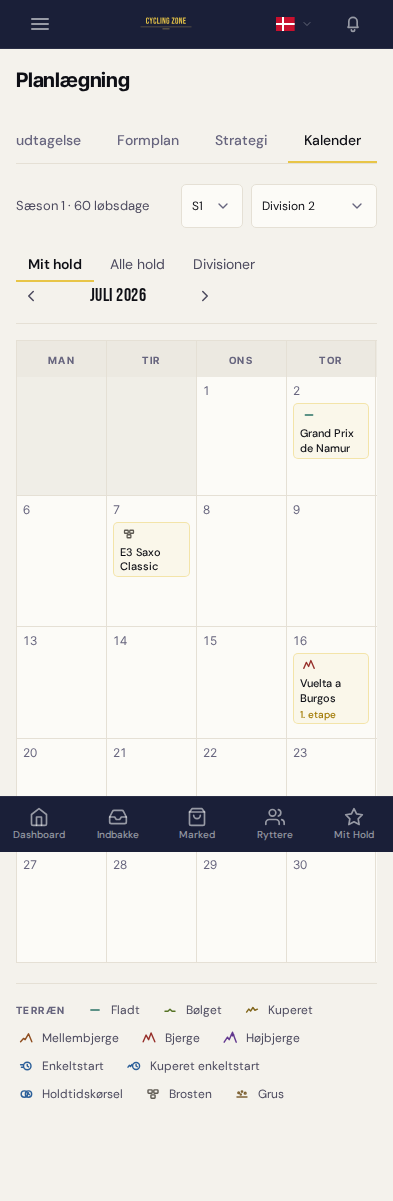 CYCLING ZONE
Planlægning
udtagelse Formplan Strategi Kalender
Sæson 1 · 60 løbsdage S1 Division 2
Mit hold Alle hold Divisioner
JULI 2026
MAN TIR ONS TOR
1 2
Grand Prix
de Namur
6 7 8 9
E3 Saxo
Classic
13 14 15 16
Vuelta a
Burgos
1. etape
20 21 22 23
Dashboard Indbakke Marked Ryttere Mit Hold
27 28 29 30
TERRÆN Fladt Bølget Kuperet
Mellembjerge Bjerge Højbjerge
Enkeltstart Kuperet enkeltstart
Holdtidskørsel Brosten Grus